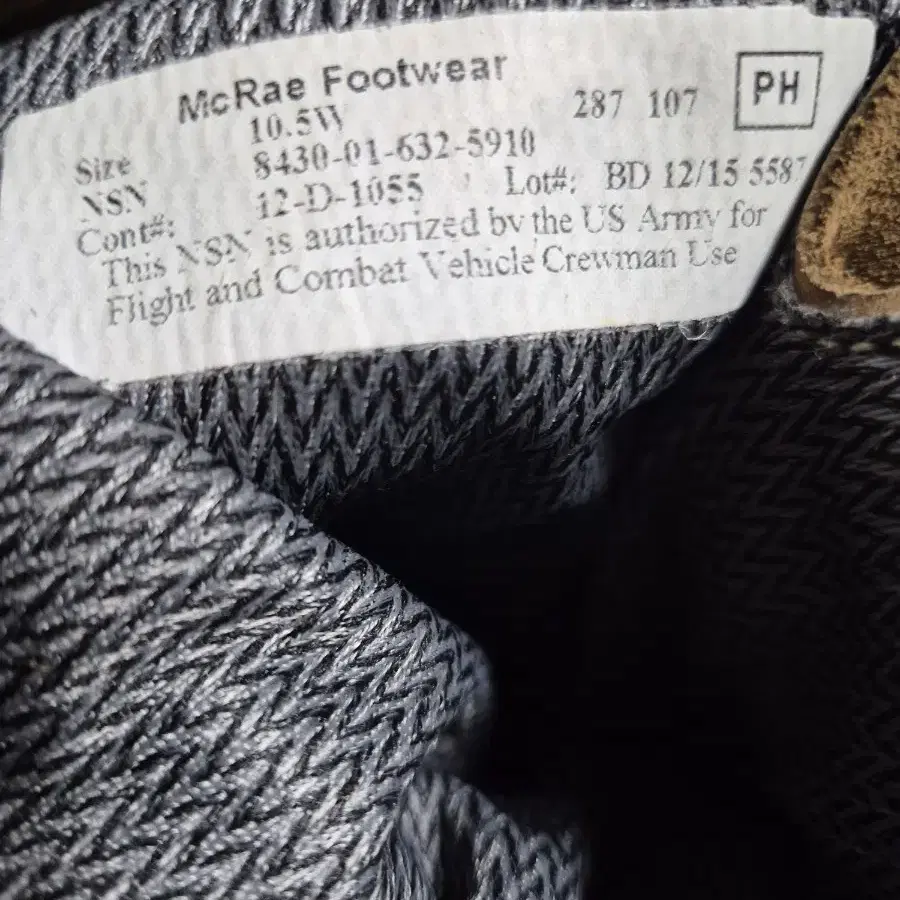 McRae Footwear
Size 10.5W 287 107 PH
NSN 8430-01-632-5910
Cont#: 12-D-1055 Lot#: BD 12/15 5587
This NSN is authorized by the US Army for
Flight and Combat Vehicle Crewman Use